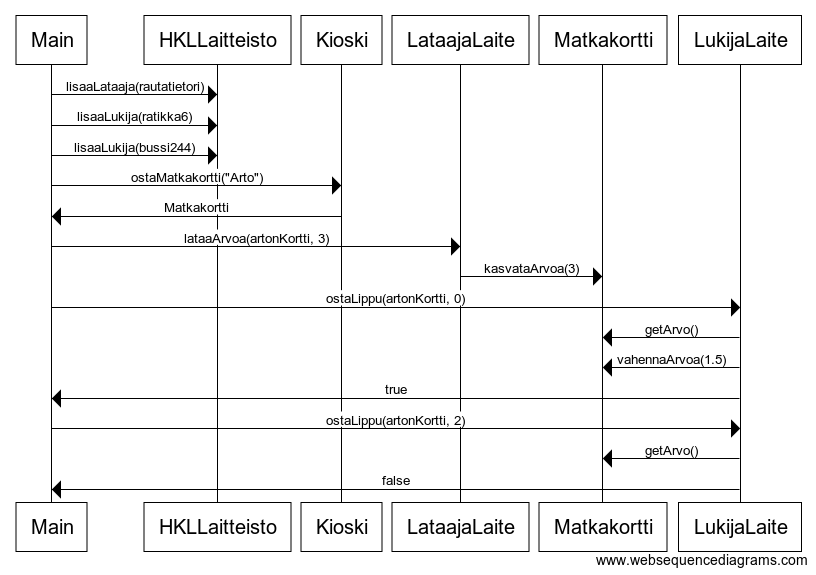 Main HKLLaitteisto Kioski LataajaLaite Matkakortti LukijaLaite
lisaaLataaja(rautatietori)
lisaaLukija(ratikka6)
lisaaLukija(bussi244)
ostaMatkakortti("Arto")
Matkakortti
lataaArvoa(artonKortti, 3)
kasvataArvoa(3)
ostaLippu(artonKortti, 0)
getArvo()
vahennaArvoa(1.5)
true
ostaLippu(artonKortti, 2)
getArvo()
false
Main HKLLaitteisto Kioski LataajaLaite Matkakortti LukijaLaite
www.websequencediagrams.com